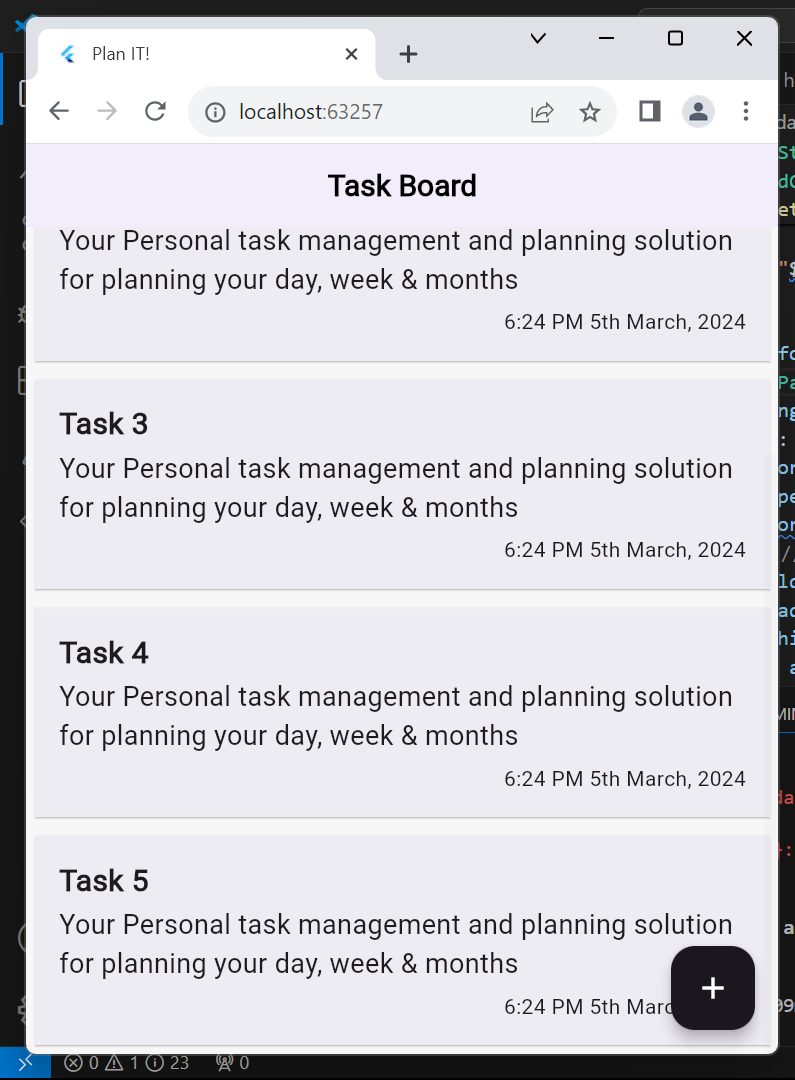 Plan IT!
localhost:63257
Task Board
Your Personal task management and planning solution
for planning your day, week & months
6:24 PM 5th March, 2024
Task 3
Your Personal task management and planning solution
for planning your day, week & months
6:24 PM 5th March, 2024
Task 4
Your Personal task management and planning solution
for planning your day, week & months
6:24 PM 5th March, 2024
Task 5
Your Personal task management and planning solution
for planning your day, week & months
6:24 PM 5th Marc
+
0 1 23 0